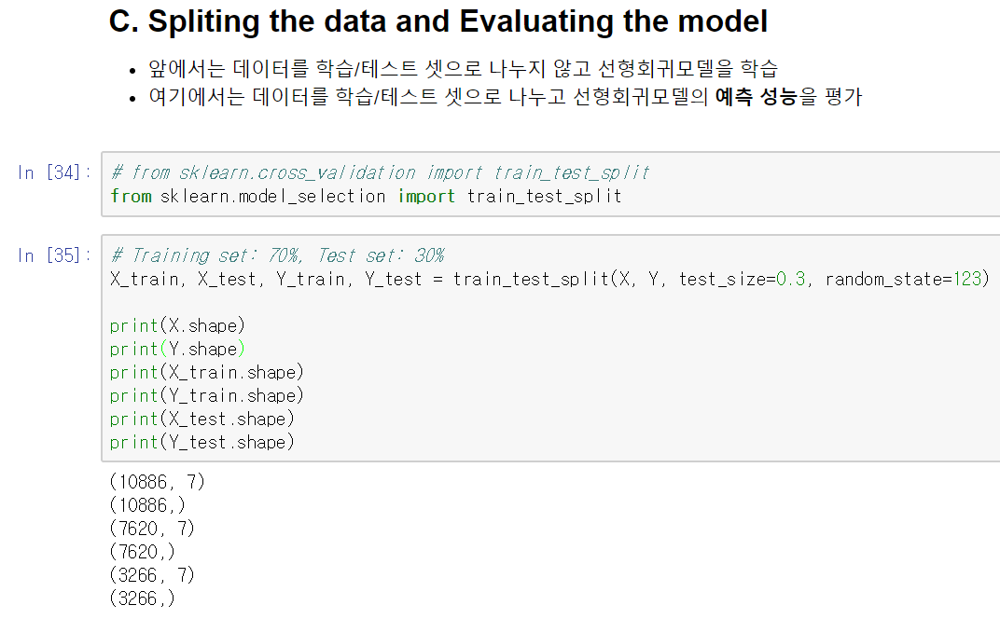 C. Spliting the data and Evaluating the model
• 앞에서는 데이터를 학습/테스트 셋으로 나누지 않고 선형회귀모델을 학습
• 여기에서는 데이터를 학습/테스트 셋으로 나누고 선형회귀모델의 예측 성능을 평가
In [34]: # from sklearn.cross_validation import train_test_split
from sklearn.model_selection import train_test_split
In [35]: # Training set: 70%, Test set: 30%
X_train, X_test, Y_train, Y_test = train_test_split(X, Y, test_size=0.3, random_state=123)
print(X.shape)
print(Y.shape)
print(X_train.shape)
print(Y_train.shape)
print(X_test.shape)
print(Y_test.shape)
(10886, 7)
(10886,)
(7620, 7)
(7620,)
(3266, 7)
(3266,)